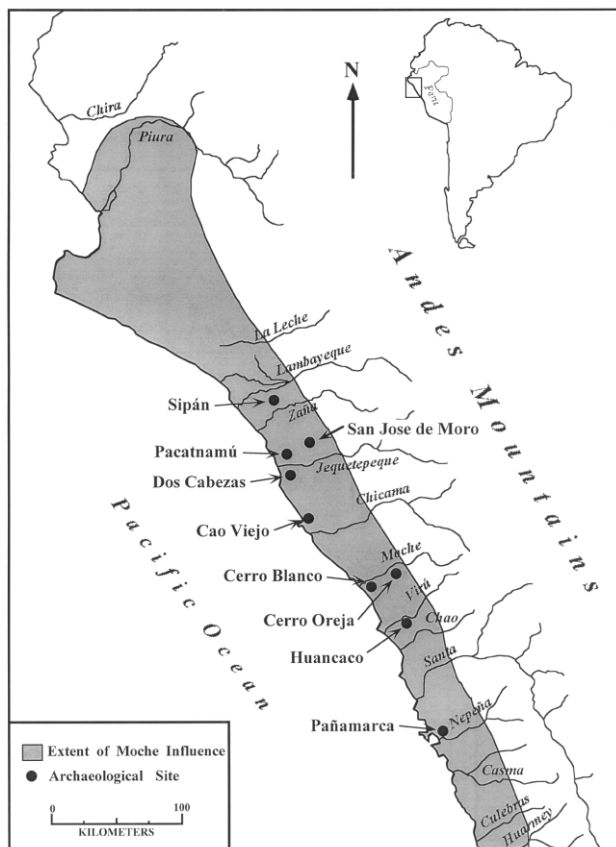 Chira
Piura
N
Peru
Andes Mountains
La Leche
Lambayeque
Sipán
Zaña
San Jose de Moro
Pacatnamú
Jequetepeque
Dos Cabezas
Chicama
Cao Viejo
Pacific Ocean
Moche
Cerro Blanco
Virú
Cerro Oreja
Chao
Huancaco
Santa
Pañamarca
Nepeña
Casma
Culebrus
Huarmey
Extent of Moche Influence
Archaeological Site
0 100
KILOMETERS